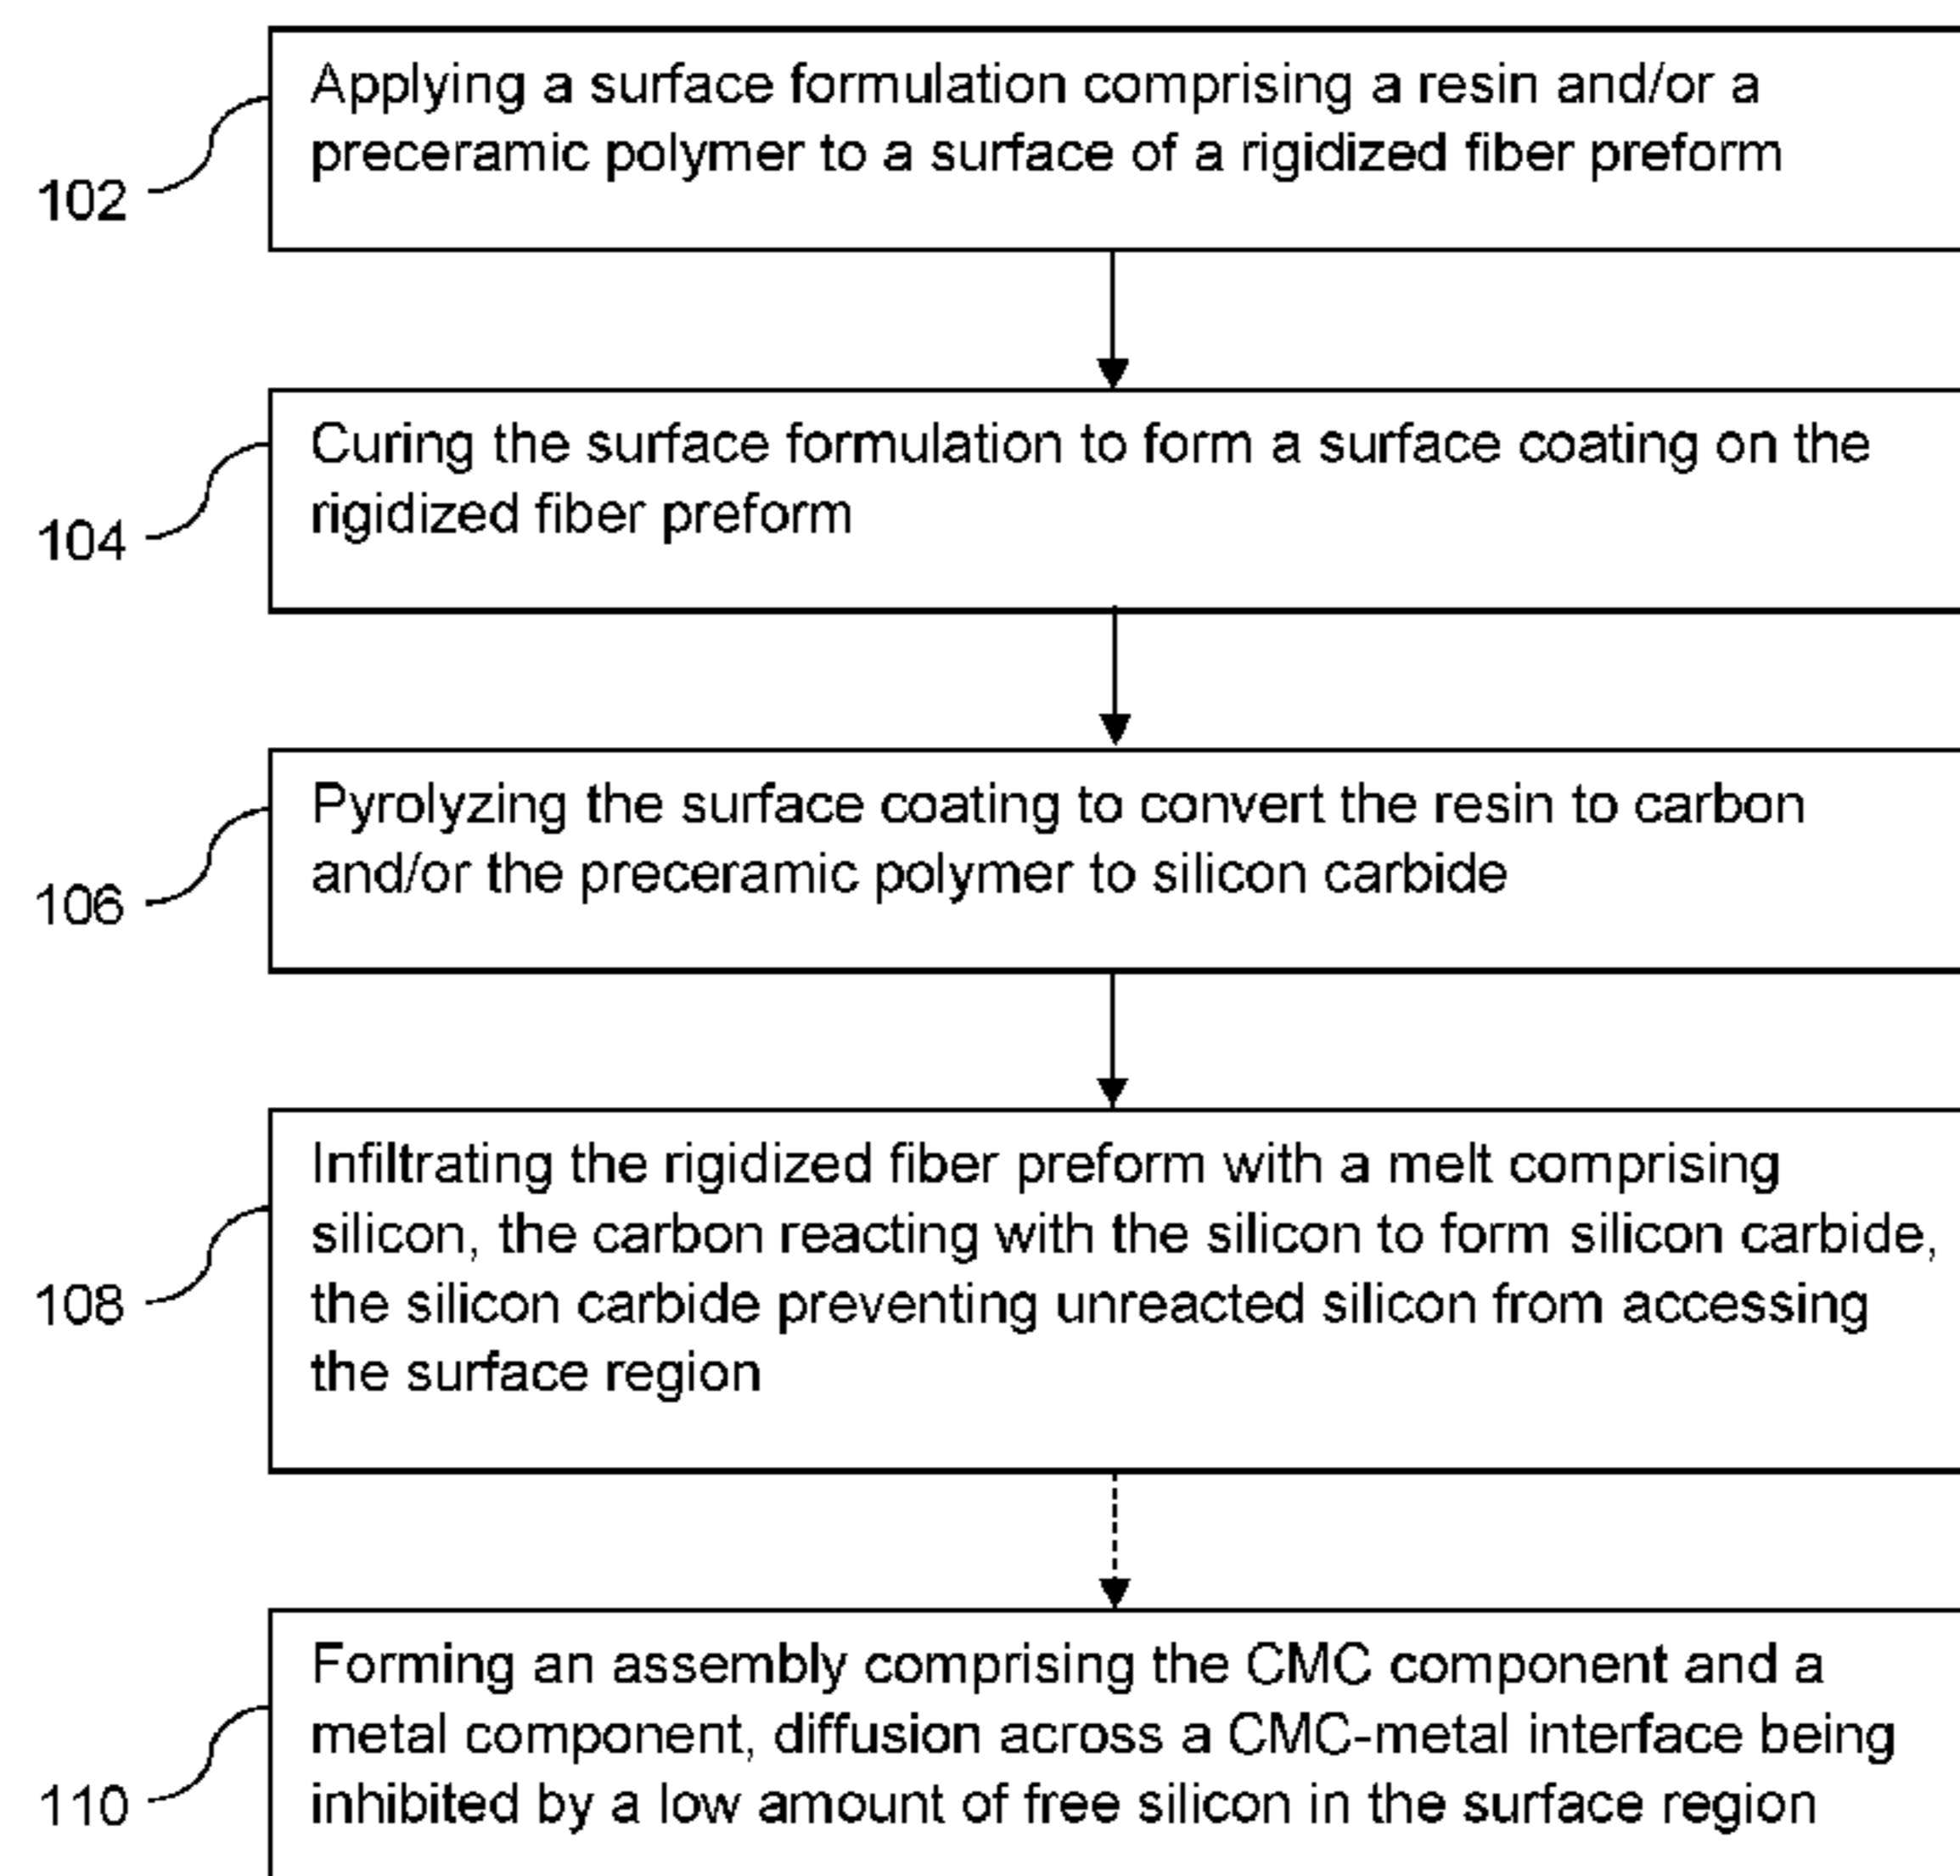 102
Applying a surface formulation comprising a resin and/or a
preceramic polymer to a surface of a rigidized fiber preform
104
Curing the surface formulation to form a surface coating on the
rigidized fiber preform
106
Pyrolyzing the surface coating to convert the resin to carbon
and/or the preceramic polymer to silicon carbide
108
Infiltrating the rigidized fiber preform with a melt comprising
silicon, the carbon reacting with the silicon to form silicon carbide,
the silicon carbide preventing unreacted silicon from accessing
the surface region
110
Forming an assembly comprising the CMC component and a
metal component, diffusion across a CMC-metal interface being
inhibited by a low amount of free silicon in the surface region